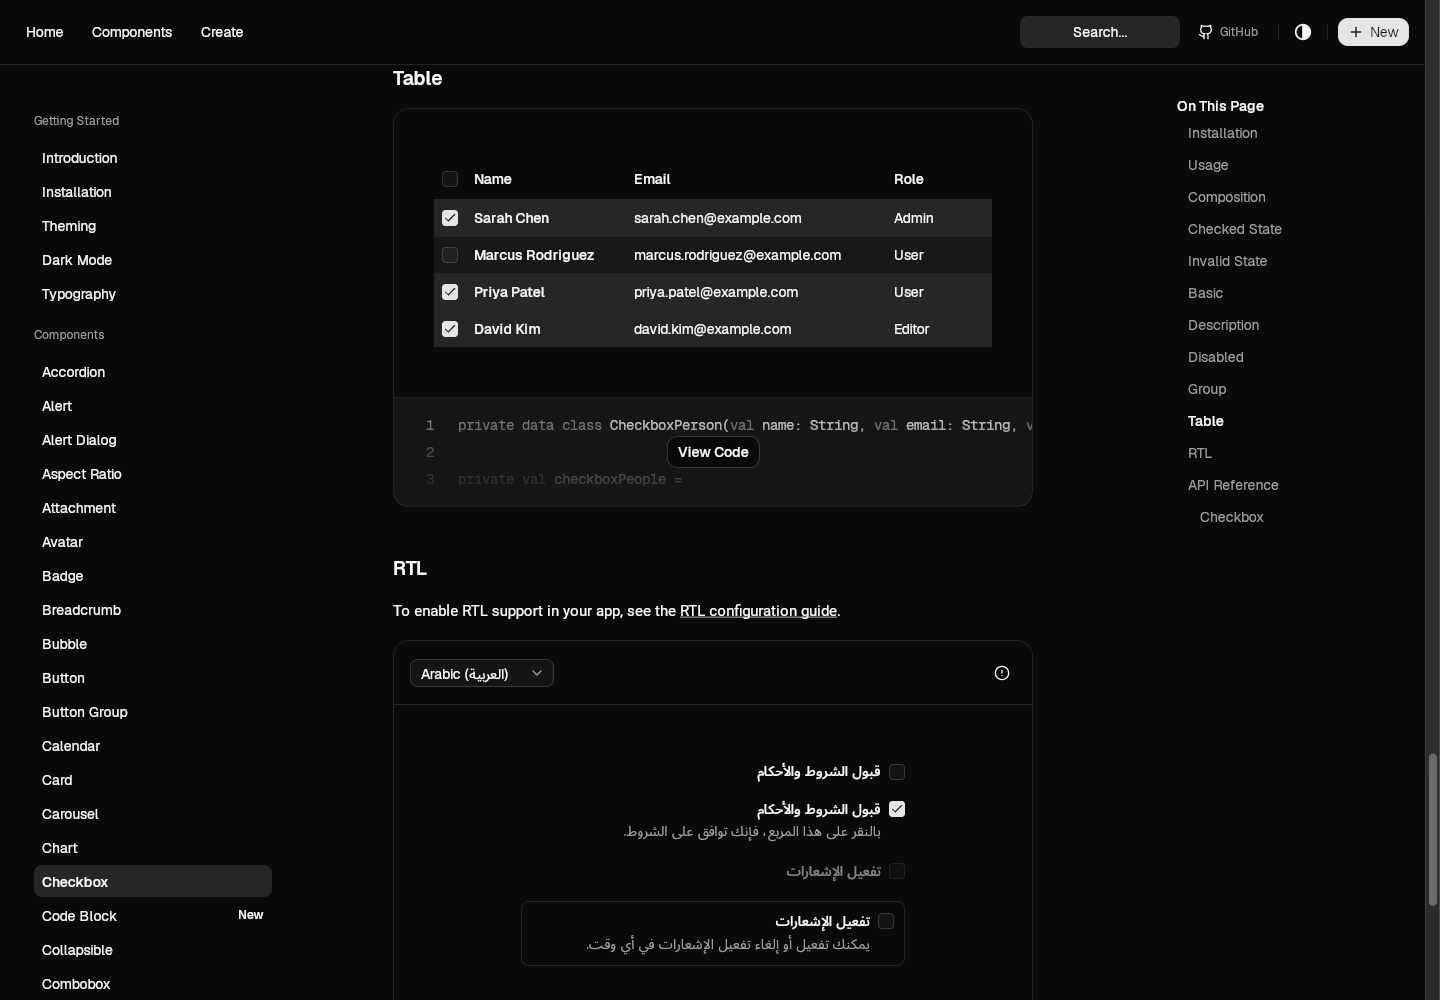 Home
Components
Create
Search...
GitHub
New
Getting Started
Introduction
Installation
Theming
Dark Mode
Typography
Components
Accordion
Alert
Alert Dialog
Aspect Ratio
Attachment
Avatar
Badge
Breadcrumb
Bubble
Button
Button Group
Calendar
Card
Carousel
Chart
Checkbox
Code Block New
Collapsible
Combobox
Table
Name Email Role
Sarah Chen sarah.chen@example.com Admin
Marcus Rodriguez marcus.rodriguez@example.com User
Priya Patel priya.patel@example.com User
David Kim david.kim@example.com Editor
1 private data class CheckboxPerson(val name: String, val email: String, v
2
View Code
3 private val checkboxPeople =
RTL
To enable RTL support in your app, see the RTL configuration guide.
Arabic (العربية)
قبول الشروط والأحكام
قبول الشروط والأحكام
بالنقر على هذا المربع، فإنك توافق على الشروط.
تفعيل الإشعارات
تفعيل الإشعارات
يمكنك تفعيل أو إلغاء تفعيل الإشعارات في أي وقت.
On This Page
Installation
Usage
Composition
Checked State
Invalid State
Basic
Description
Disabled
Group
Table
RTL
API Reference
Checkbox